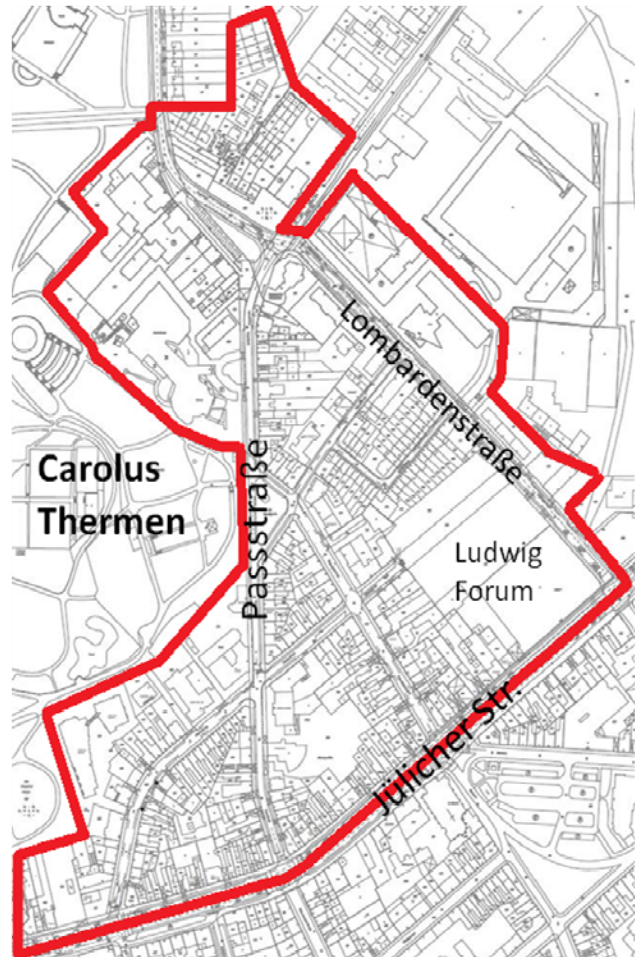 Lombardenstraße
Carolus
Thermen
Passstraße
Ludwig
Forum
Jülicher Str.